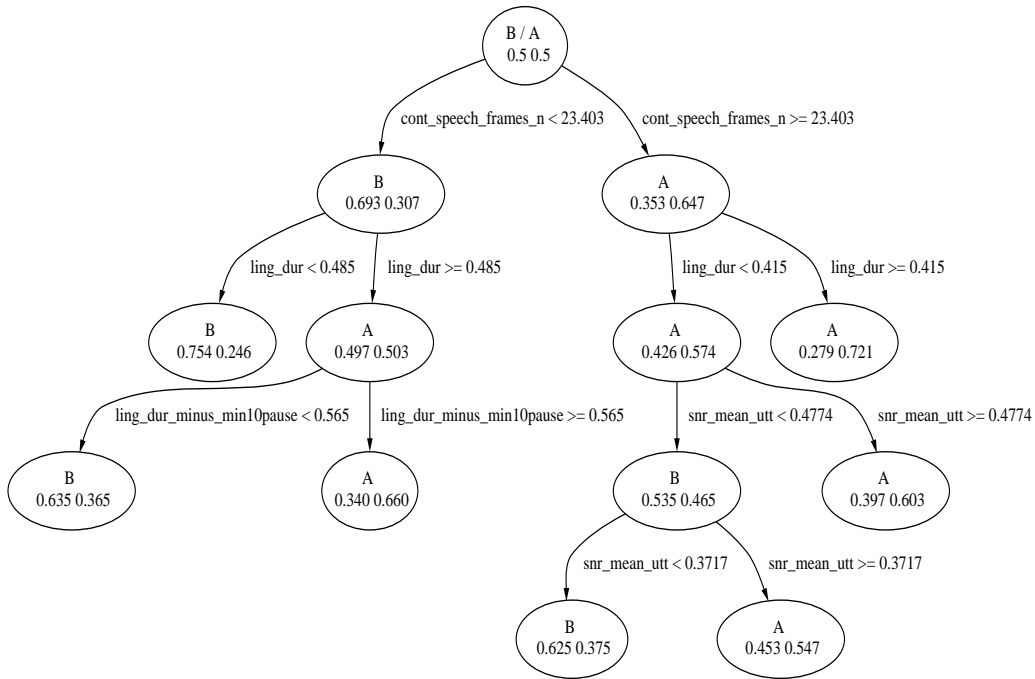 B / A
0.5 0.5
cont_speech_frames_n < 23.403
cont_speech_frames_n >= 23.403
B
0.693 0.307
A
0.353 0.647
ling_dur < 0.485
ling_dur >= 0.485
ling_dur < 0.415
ling_dur >= 0.415
B
0.754 0.246
A
0.497 0.503
A
0.426 0.574
A
0.279 0.721
ling_dur_minus_min10pause < 0.565
ling_dur_minus_min10pause >= 0.565
snr_mean_utt < 0.4774
snr_mean_utt >= 0.4774
B
0.635 0.365
A
0.340 0.660
B
0.535 0.465
A
0.397 0.603
snr_mean_utt < 0.3717
snr_mean_utt >= 0.3717
B
0.625 0.375
A
0.453 0.547